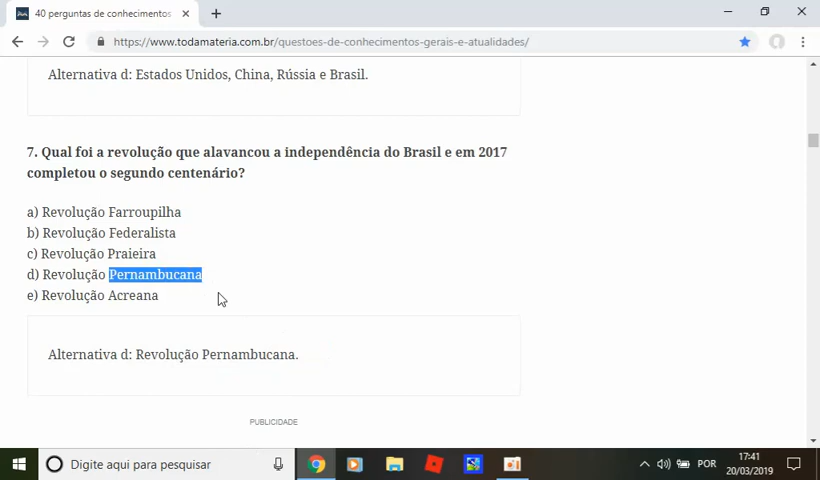 40 perguntas de conhecimentos
https://www.todamateria.com.br/questoes-de-conhecimentos-gerais-e-atualidades/
Alternativa d: Estados Unidos, China, Rússia e Brasil.
7. Qual foi a revolução que alavancou a independência do Brasil e em 2017
completou o segundo centenário?
a) Revolução Farroupilha
b) Revolução Federalista
c) Revolução Praieira
d) Revolução Pernambucana
e) Revolução Acreana
Alternativa d: Revolução Pernambucana.
PUBLICIDADE
Digite aqui para pesquisar
POR
17:41
20/03/2019